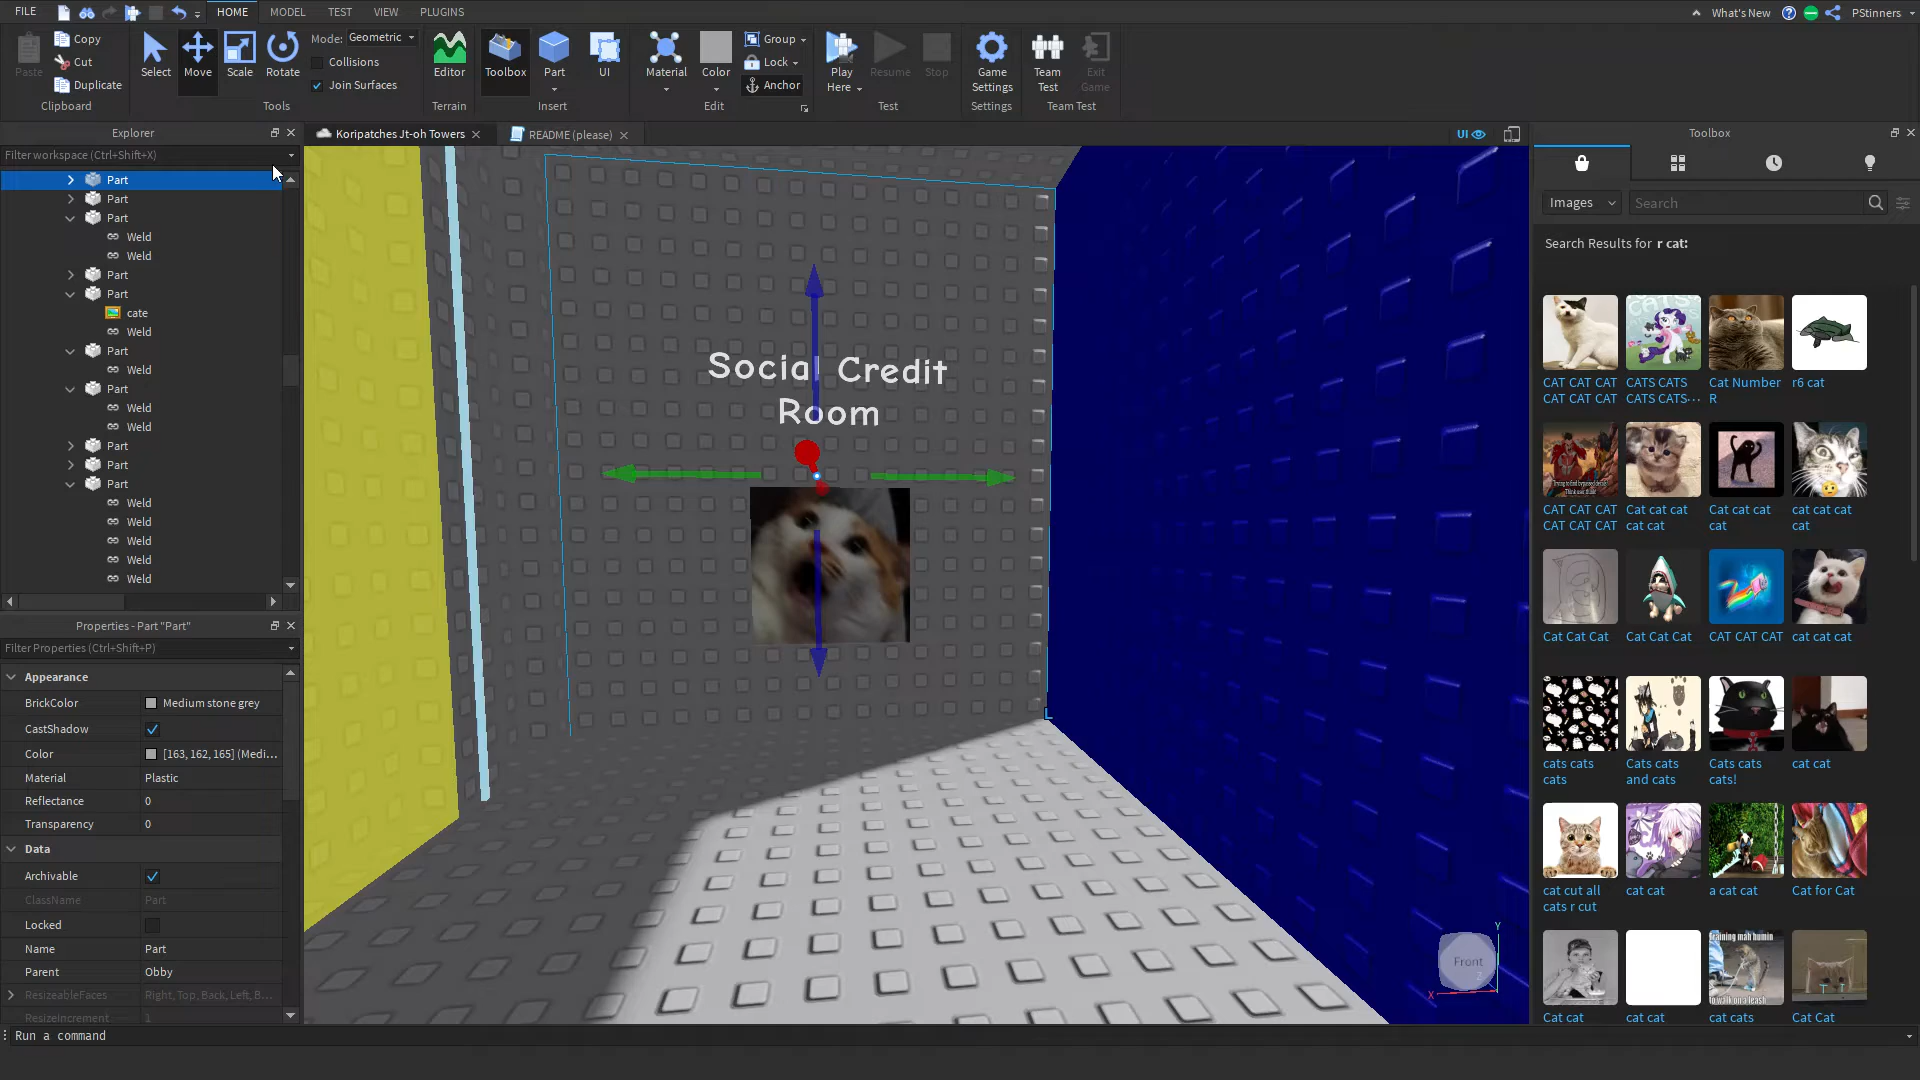 FILE
HOME
MODEL
TEST
VIEW
PLUGINS
What's New
PStinners
Paste
Copy
Cut
Duplicate
Clipboard
Select
Move
Scale
Rotate
Mode: Geometric
Collisions
Join Surfaces
Tools
Editor
Terrain
Toolbox
Part
UI
Insert
Material
Color
Group
Lock
Anchor
Edit
Play
Here
Resume
Stop
Test
Game
Settings
Settings
Team
Test
Exit
Game
Team Test
Explorer
Koripatches Jt-oh Towers
README (please)
UI
Toolbox
Filter workspace (Ctrl+Shift+X)
Part
Part
Part
Weld
Weld
Part
Part
cate
Weld
Part
Weld
Part
Weld
Weld
Part
Part
Part
Weld
Weld
Weld
Weld
Weld
Properties - Part "Part"
Filter Properties (Ctrl+Shift+P)
Appearance
BrickColor Medium stone grey
CastShadow
Color [163, 162, 165] (Medi...
Material Plastic
Reflectance 0
Transparency 0
Data
Archivable
ClassName Part
Locked
Name Part
Parent Obby
ResizeableFaces Right, Top, Back, Left, B...
ResizeIncrement 1
Run a command
Social Credit
Room
Front
X
Y
Z
Images
Search
Search Results for r cat:
CAT CAT CAT
CAT CAT CAT
CATS CATS
CATS CATS...
Cat Number
R
r6 cat
CAT CAT CAT
CAT CAT CAT
Cat cat cat
cat cat
Cat cat cat
cat
cat cat cat
cat
Cat Cat Cat
Cat Cat Cat
CAT CAT CAT
cat cat cat
cats cats
cats
Cats cats
and cats
Cats cats
cats!
cat cat
cat cut all
cats r cut
cat cat
a cat cat
Cat for Cat
Cat cat
cat cat
cat cats
Cat Cat